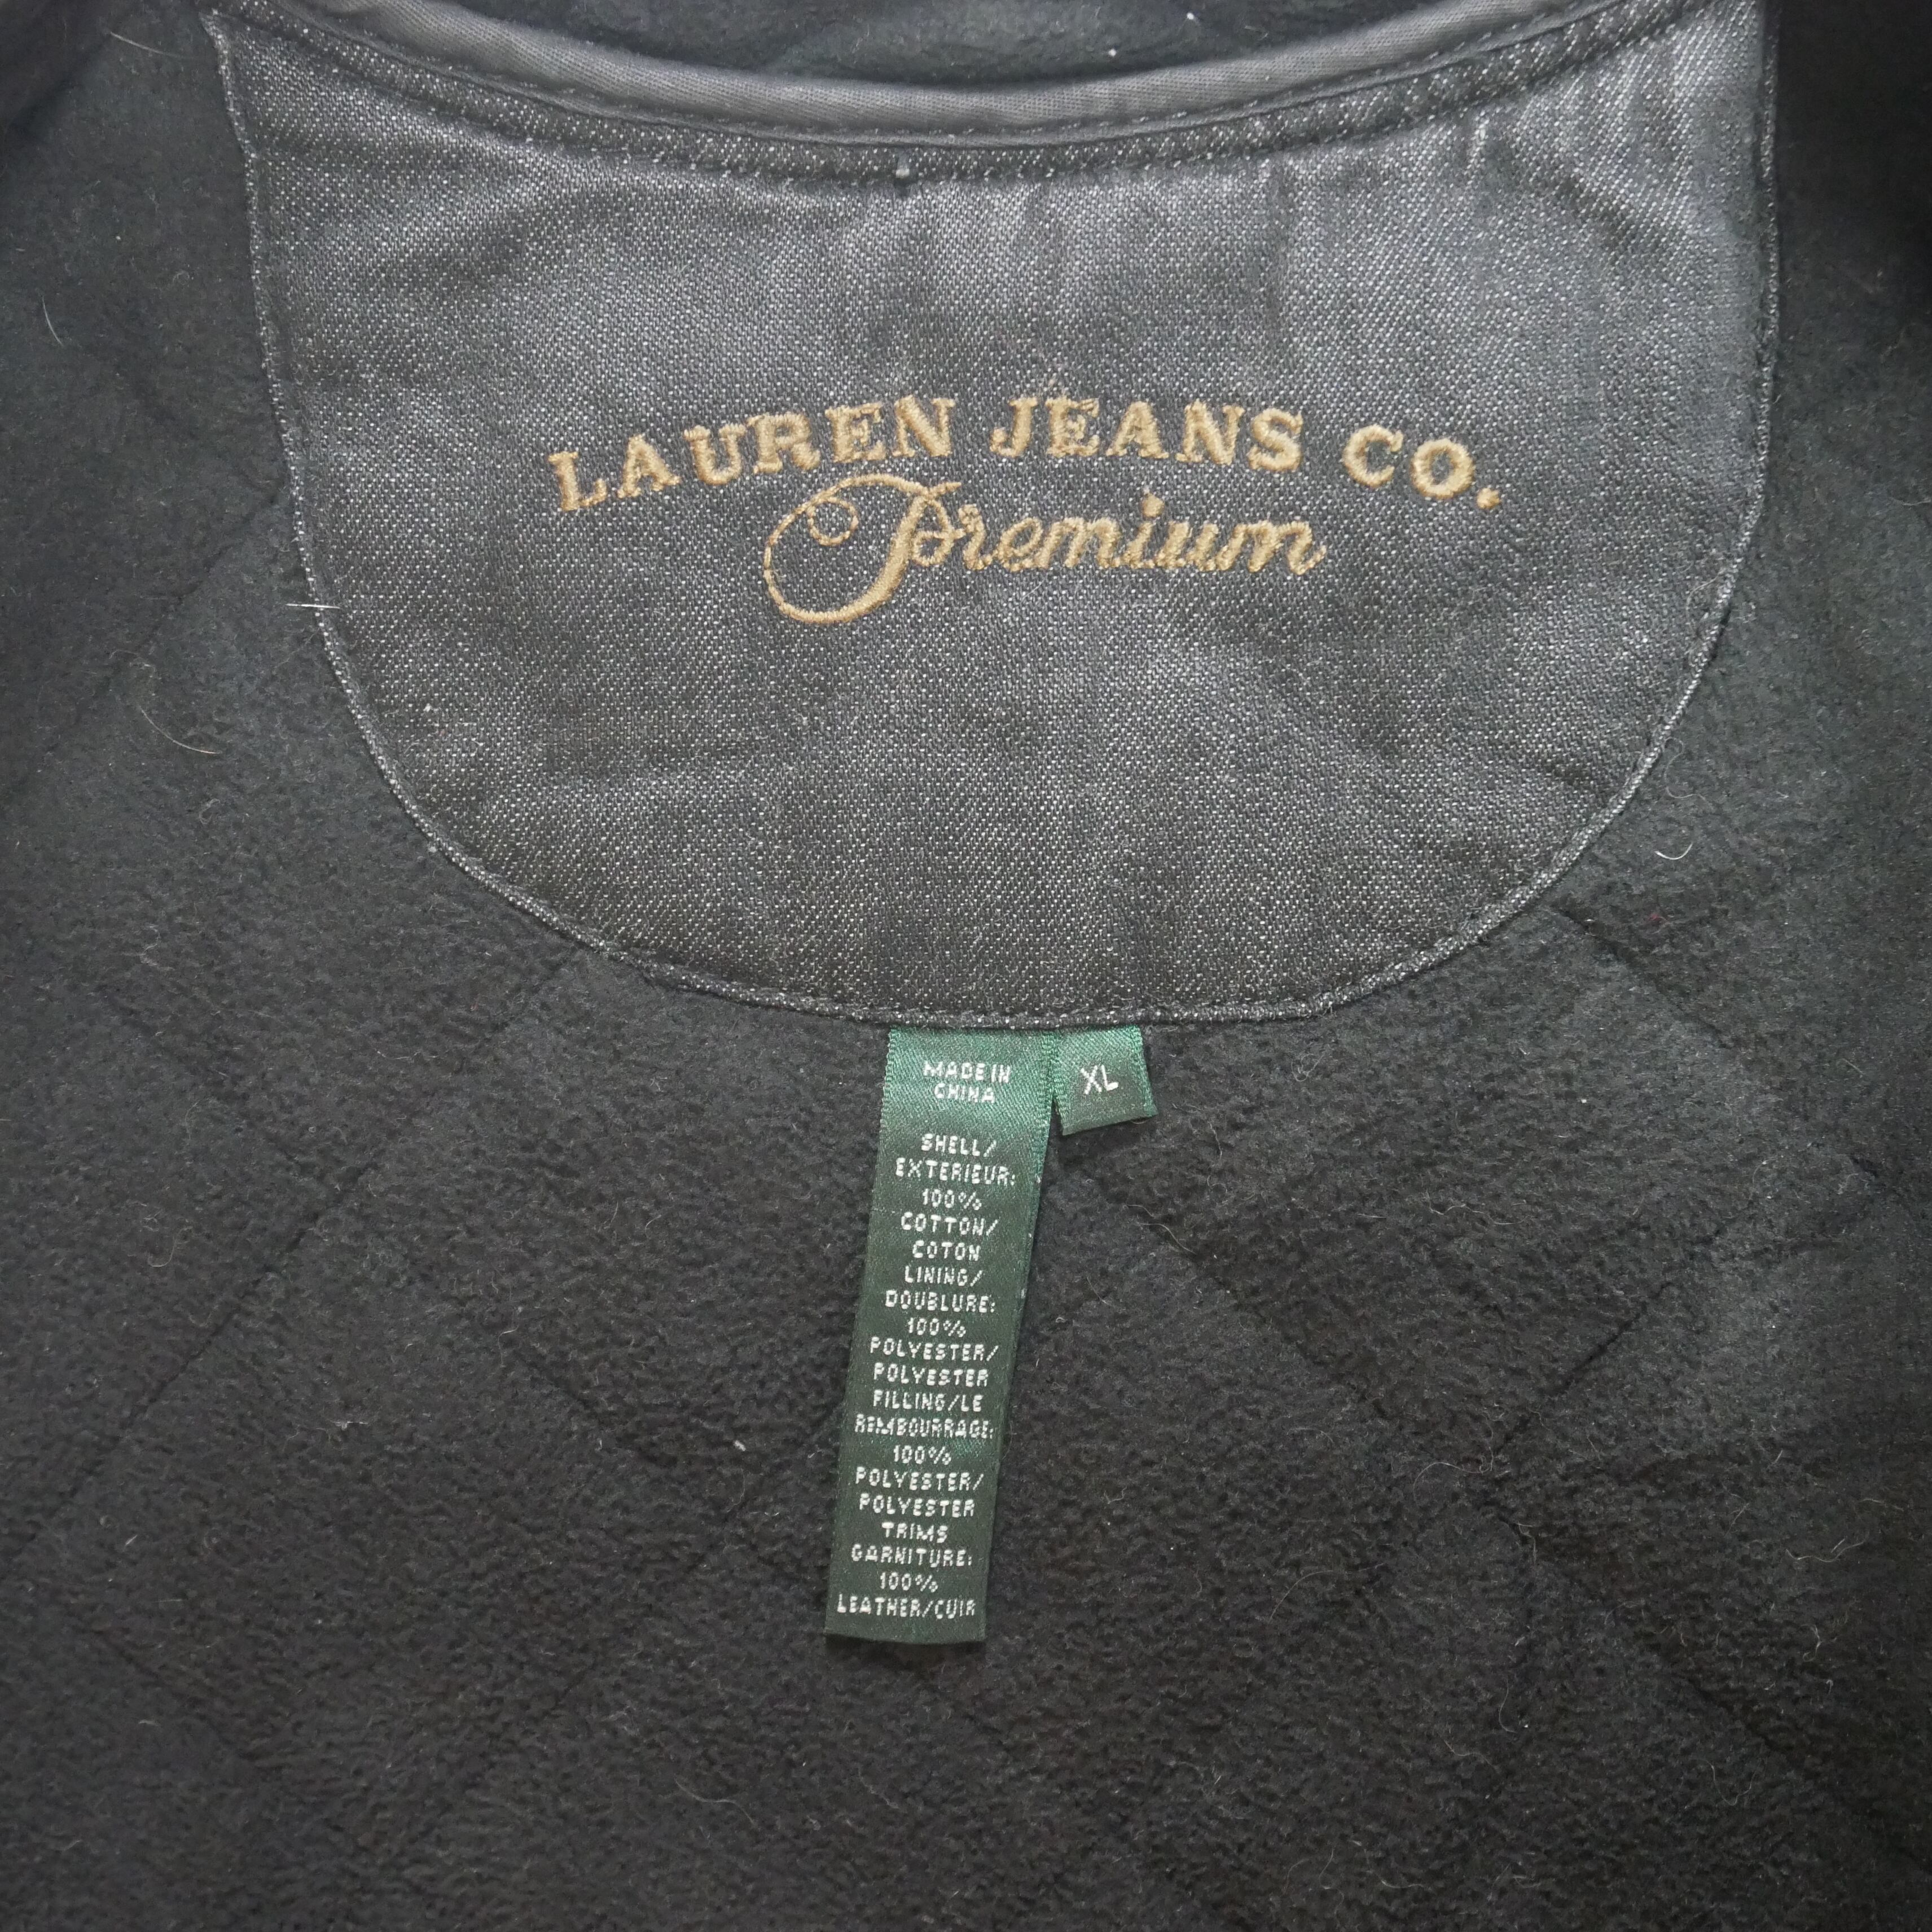 LAUREN JEANS CO.
Premium
MADE IN
CHINA
XL
SHELL/
EXTERIEUR:
100%
COTTON/
COTON
LINING/
DOUBLURE:
100%
POLYESTER/
POLYESTER
FILLING/LE
REMBOURRAGE:
100%
POLYESTER/
POLYESTER
TRIMS
GARNITURE:
100%
LEATHER/CUIR